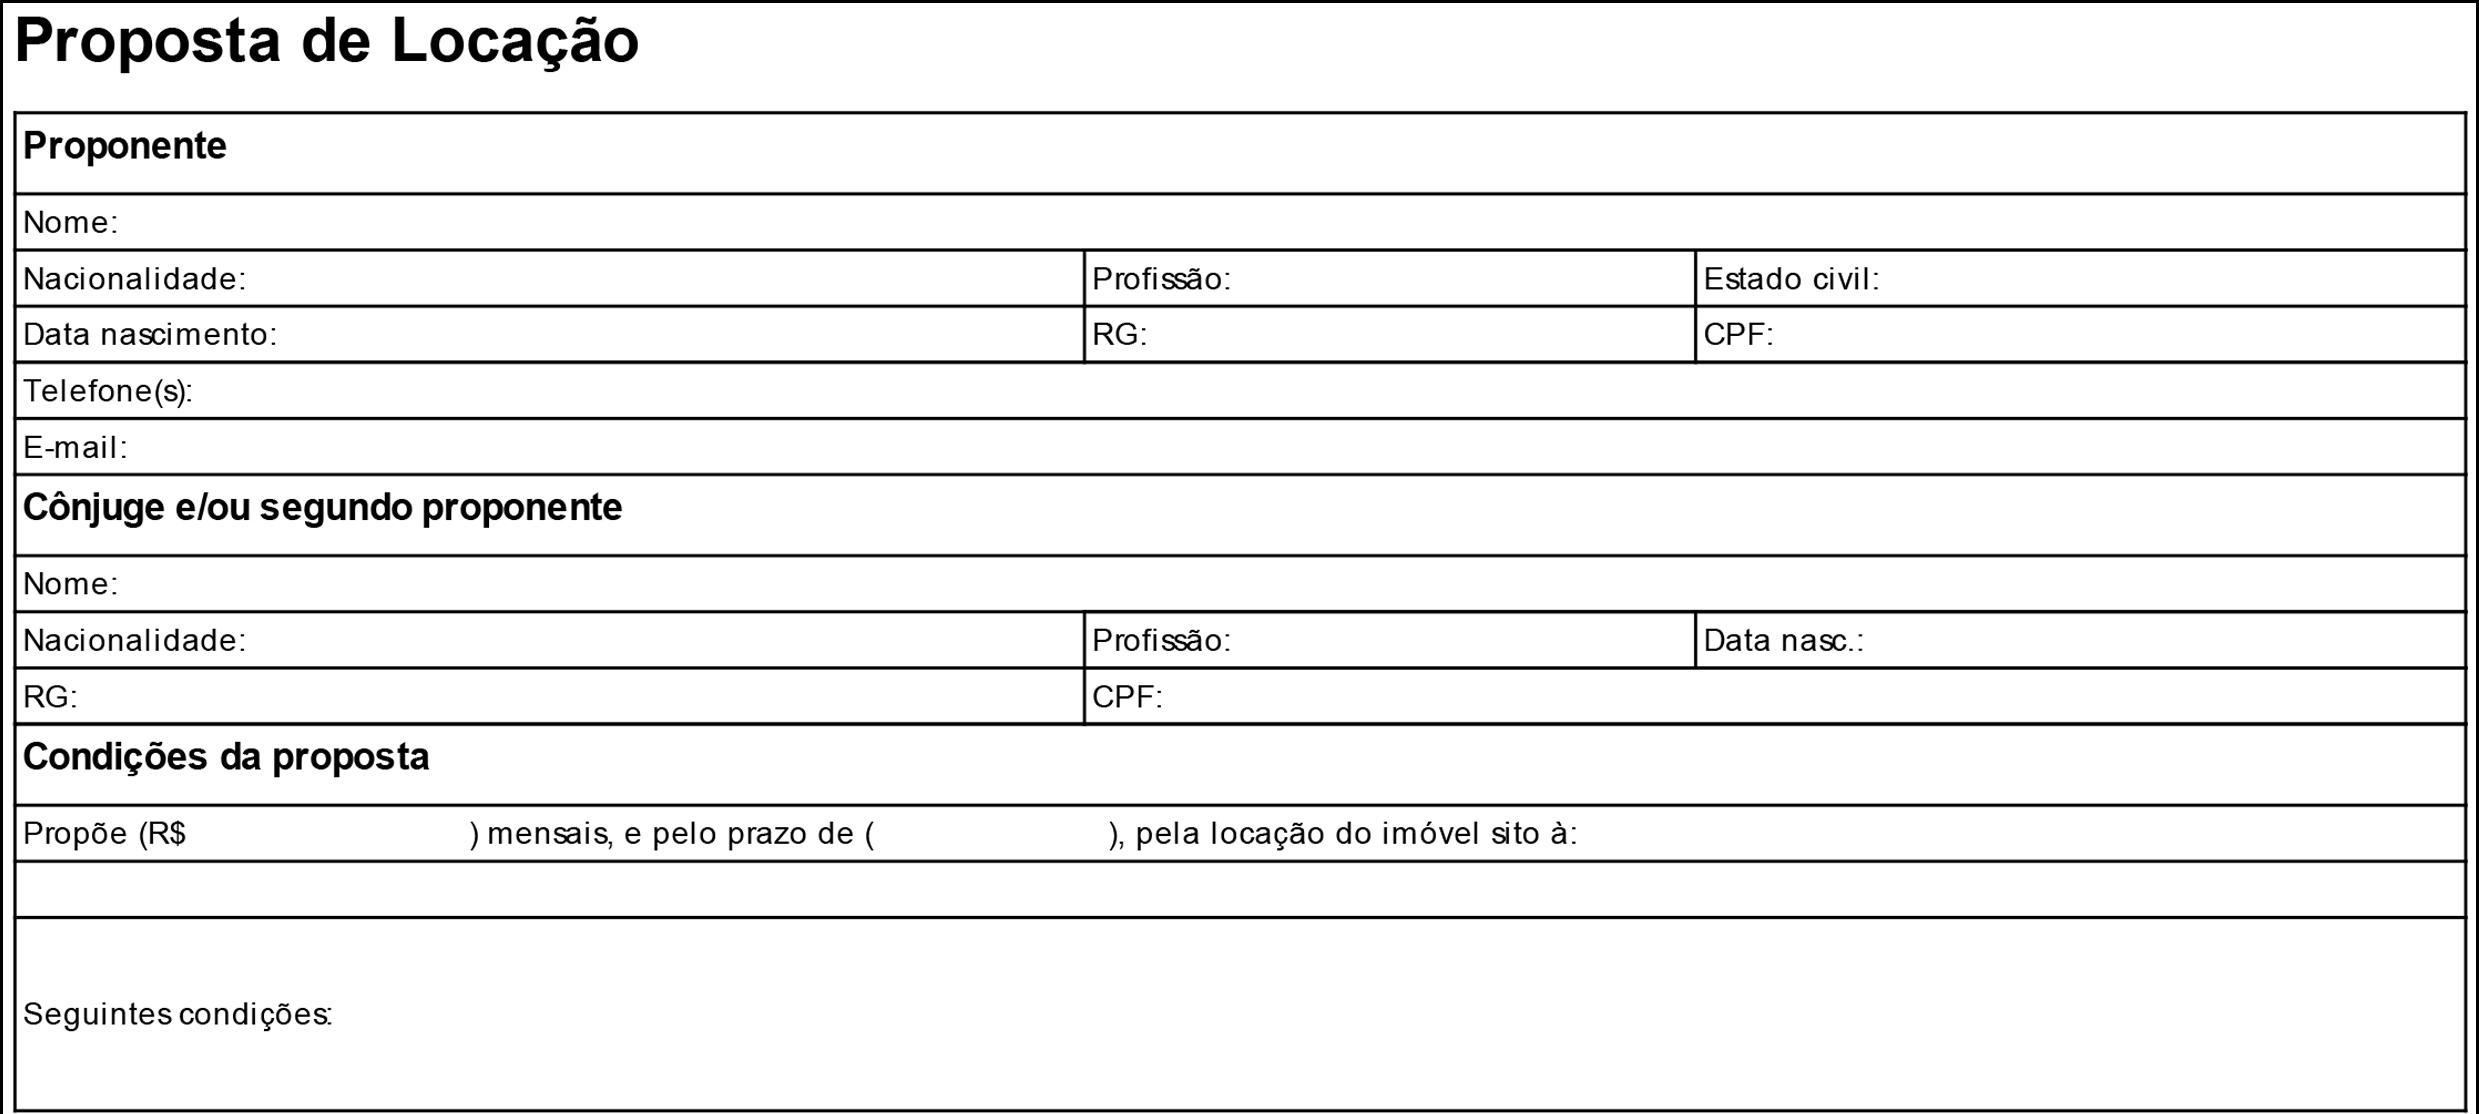 Proposta de Locação
Proponente
Nome:
Nacionalidade: Profissão: Estado civil:
Data nascimento: RG: CPF:
Telefone(s):
E-mail:
Cônjuge e/ou segundo proponente
Nome:
Nacionalidade: Profissão: Data nasc.:
RG: CPF:
Condições da proposta
Propõe (R$ ) mensais, e pelo prazo de ( ), pela locação do imóvel sito à:
Seguintes condições: